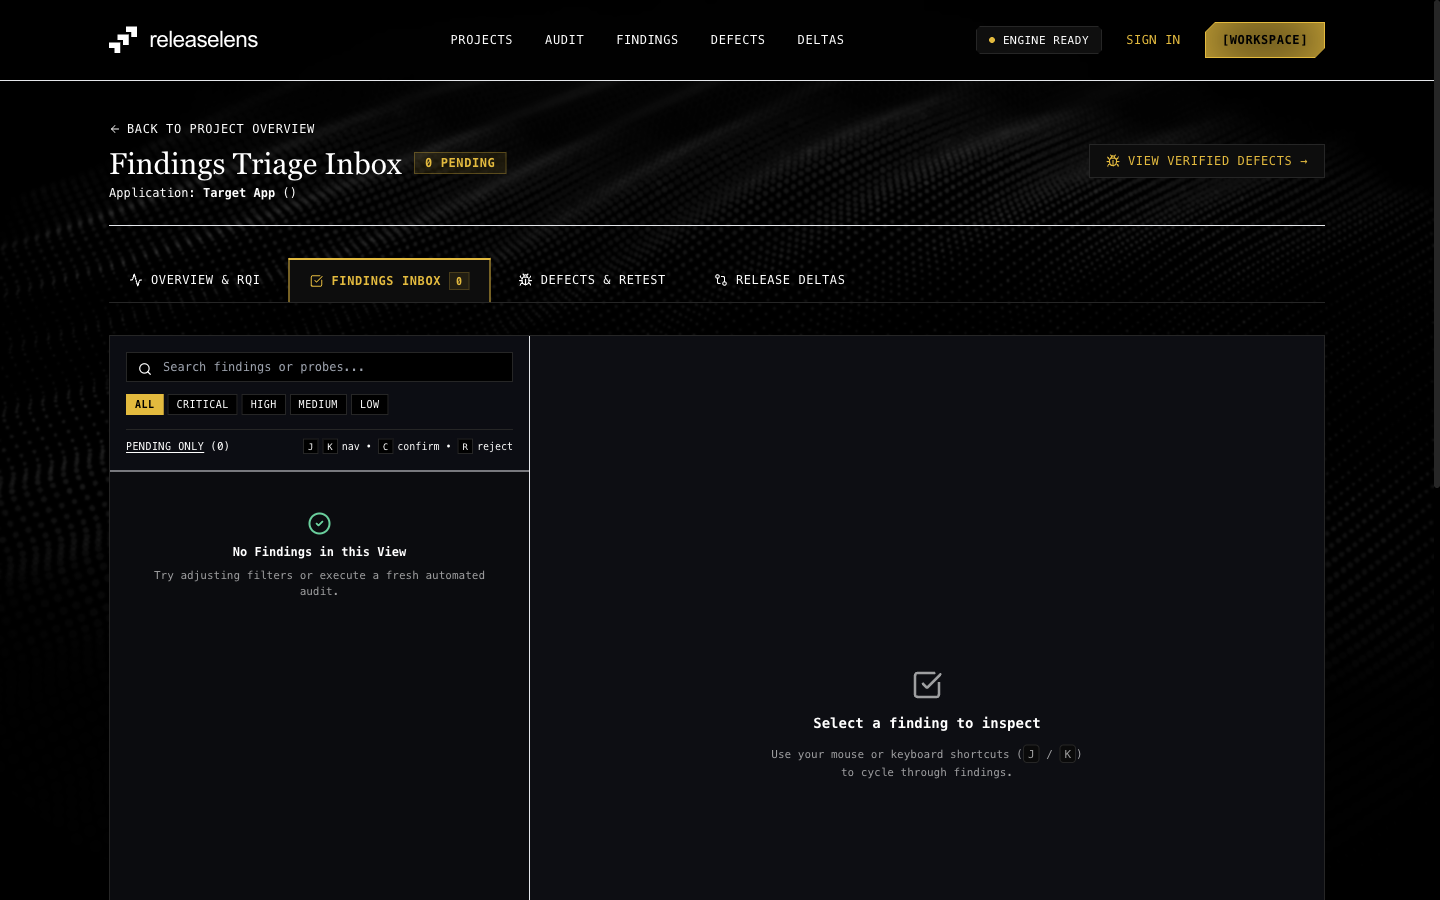 releaselens
PROJECTS AUDIT FINDINGS DEFECTS DELTAS
ENGINE READY
SIGN IN
[WORKSPACE]
← BACK TO PROJECT OVERVIEW
Findings Triage Inbox
0 PENDING
Application: Target App ()
VIEW VERIFIED DEFECTS →
OVERVIEW & RQI
FINDINGS INBOX 0
DEFECTS & RETEST
RELEASE DELTAS
Search findings or probes...
ALL CRITICAL HIGH MEDIUM LOW
PENDING ONLY (0)
J K nav • C confirm • R reject
No Findings in this View
Try adjusting filters or execute a fresh automated
audit.
Select a finding to inspect
Use your mouse or keyboard shortcuts (J / K)
to cycle through findings.